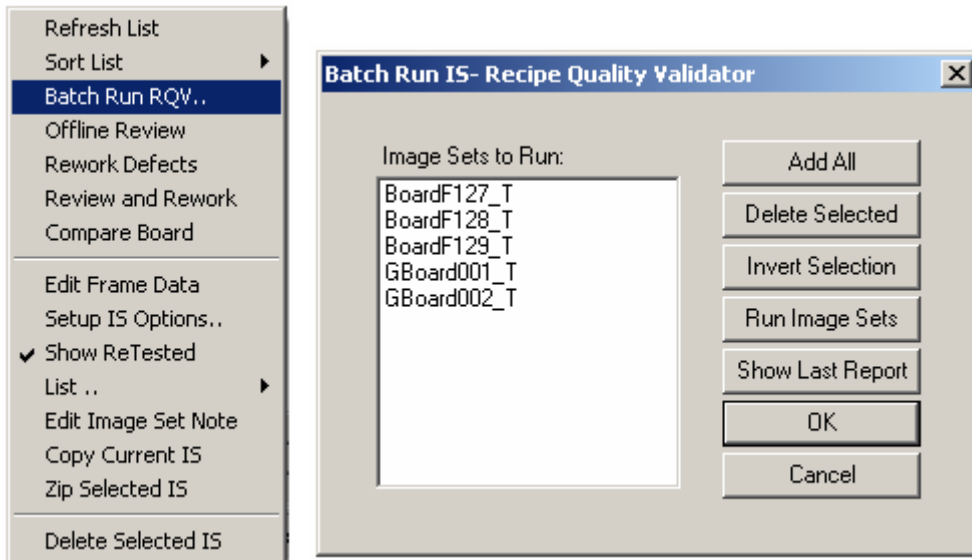 Refresh List
Sort List
Batch Run RQV..
Offline Review
Rework Defects
Review and Rework
Compare Board
Edit Frame Data
Setup IS Options..
Show ReTested
List ..
Edit Image Set Note
Copy Current IS
Zip Selected IS
Delete Selected IS
Batch Run IS- Recipe Quality Validator
Image Sets to Run:
BoardF127_T
BoardF128_T
BoardF129_T
GBoard001_T
GBoard002_T
Add All
Delete Selected
Invert Selection
Run Image Sets
Show Last Report
OK
Cancel